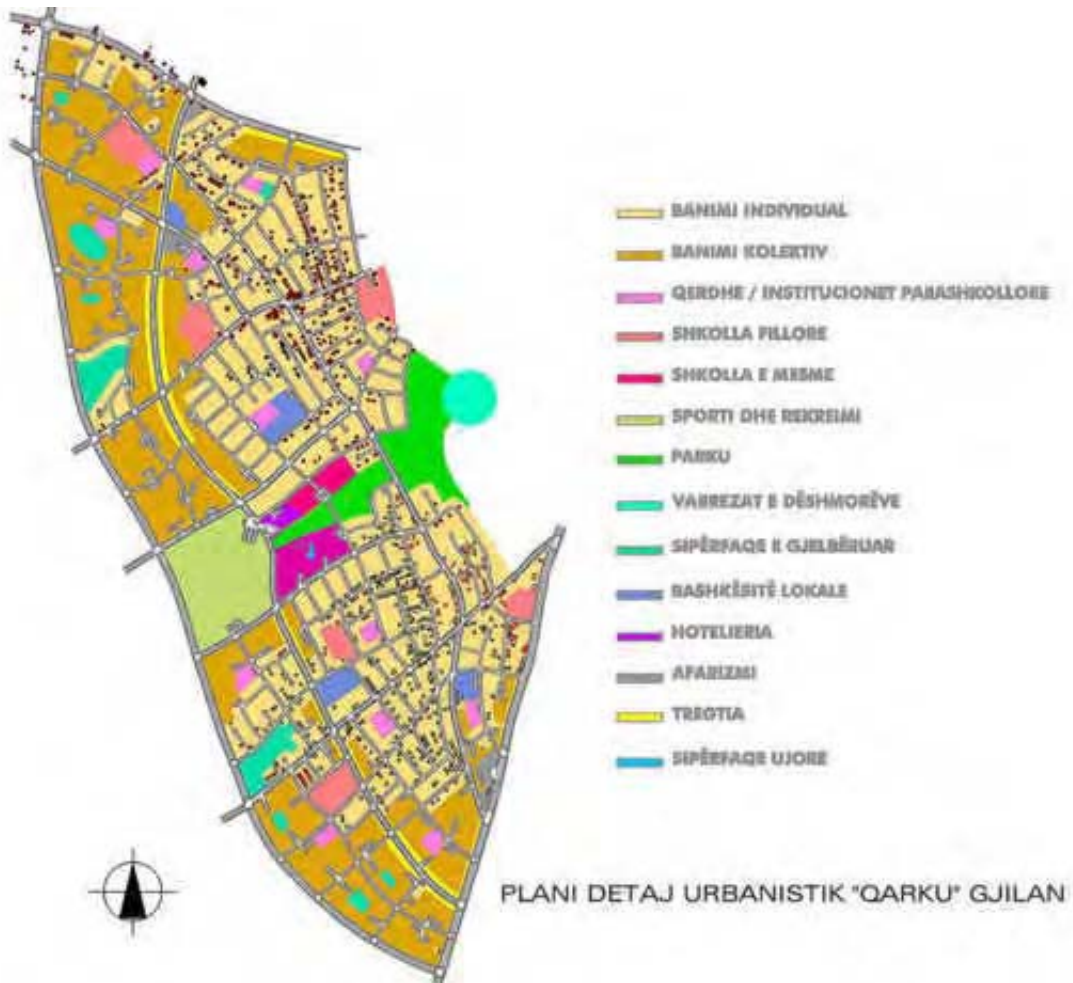 BANIMI INDIVIDUAL
BANIMI KOLEKTIV
QERDHE / INSTITUCIONET PARASHKOLLORE
SHKOLLA FILLORE
SHKOLLA E MESME
SPORTI DHE REKREIMI
PARKU
VARREZAT E DËSHMORËVE
SIPËRFAQE E GJELBËRUAR
BASHKËSITË LOKALE
HOTELIERIA
AFARIZMI
TREGTIA
SIPËRFAQE UJORE
PLANI DETAJ URBANISTIK "QARKU" GJILAN